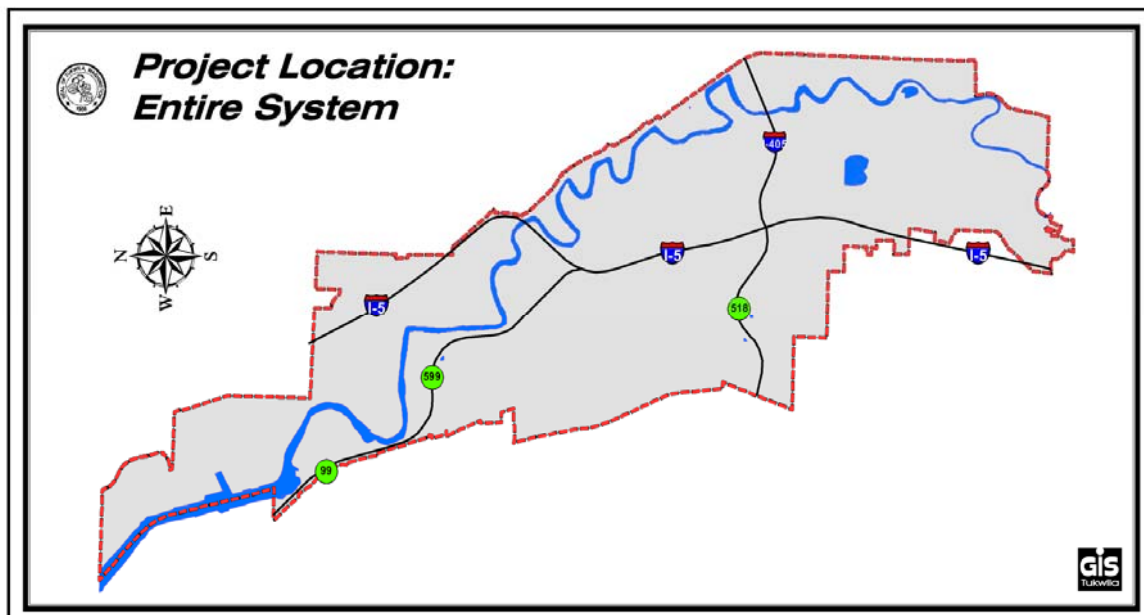 Project Location:
Entire System
E
N
S
W
I-405
I-5
I-5
I-5
518
599
99
GIS
Tukwila